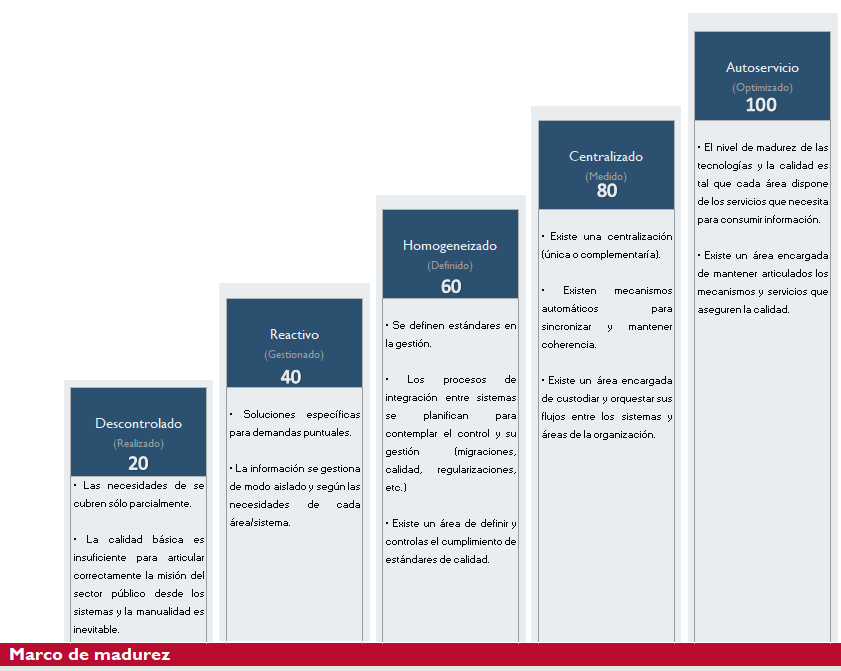 Descontrolado
(Realizado)
20
• Las necesidades de se
cubren sólo parcialmente.
• La calidad básica es
insuficiente para articular
correctamente la misión del
sector público desde los
sistemas y la manualidad es
inevitable.
Reactivo
(Gestionado)
40
• Soluciones específicas
para demandas puntuales.
• La información se gestiona
de modo aislado y según las
necesidades de cada
área/sistema.
Homogeneizado
(Definido)
60
• Se definen estándares en
la gestión.
• Los procesos de
integración entre sistemas
se planifican para
contemplar el control y su
gestión (migraciones,
calidad, regularizaciones,
etc.)
• Existe un área de definir y
controlas el cumplimiento de
estándares de calidad.
Centralizado
(Medido)
80
• Existe una centralización
(única o complementaría).
• Existen mecanismos
automáticos para
sincronizar y mantener
coherencia.
• Existe un área encargada
de custodiar y orquestar sus
flujos entre los sistemas y
áreas de la organización.
Autoservicio
(Optimizado)
100
• El nivel de madurez de las
tecnologías y la calidad es
tal que cada área dispone
de los servicios que necesita
para consumir información.
• Existe un área encargada
de mantener articulados los
mecanismos y servicios que
aseguren la calidad.
Marco de madurez